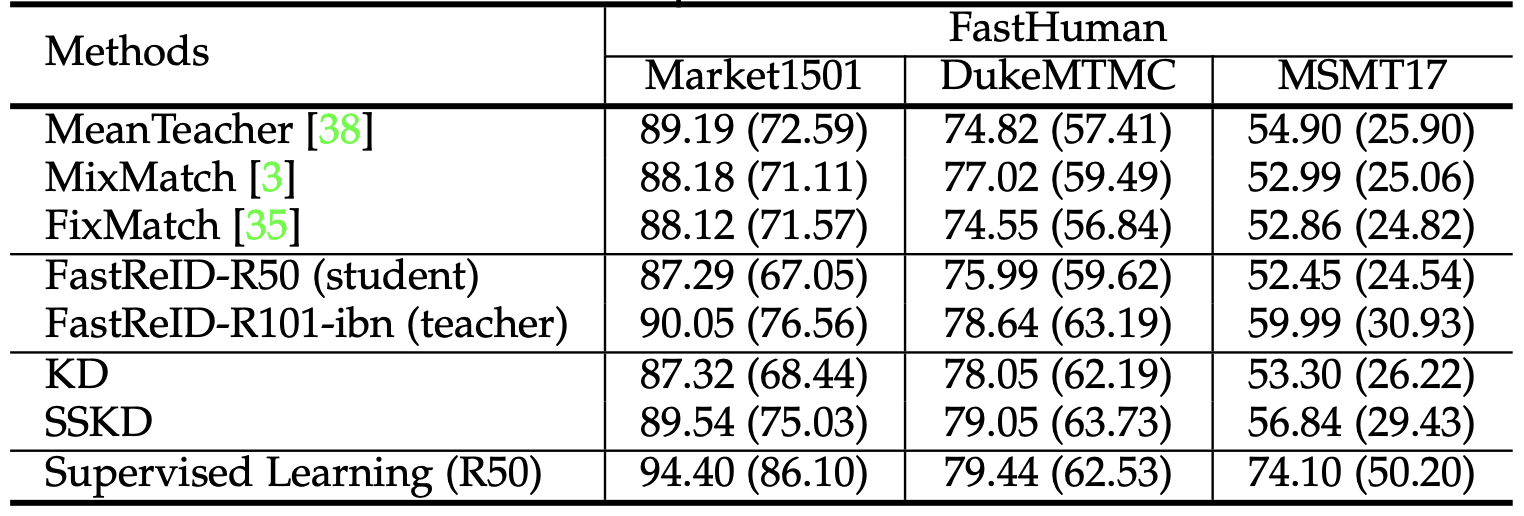 Methods FastHuman
Market1501 DukeMTMC MSMT17
MeanTeacher [38] 89.19 (72.59) 74.82 (57.41) 54.90 (25.90)
MixMatch [3] 88.18 (71.11) 77.02 (59.49) 52.99 (25.06)
FixMatch [35] 88.12 (71.57) 74.55 (56.84) 52.86 (24.82)
FastReID-R50 (student) 87.29 (67.05) 75.99 (59.62) 52.45 (24.54)
FastReID-R101-ibn (teacher) 90.05 (76.56) 78.64 (63.19) 59.99 (30.93)
KD 87.32 (68.44) 78.05 (62.19) 53.30 (26.22)
SSKD 89.54 (75.03) 79.05 (63.73) 56.84 (29.43)
Supervised Learning (R50) 94.40 (86.10) 79.44 (62.53) 74.10 (50.20)